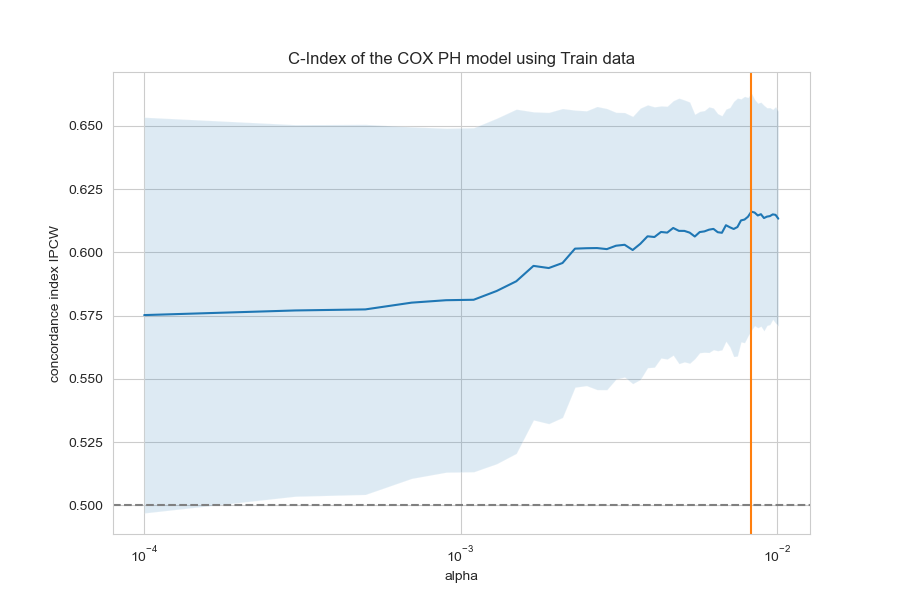 C-Index of the COX PH model using Train data
concordance index IPCW
0.650
0.625
0.600
0.575
0.550
0.525
0.500
10⁻⁴ 10⁻³ 10⁻²
alpha